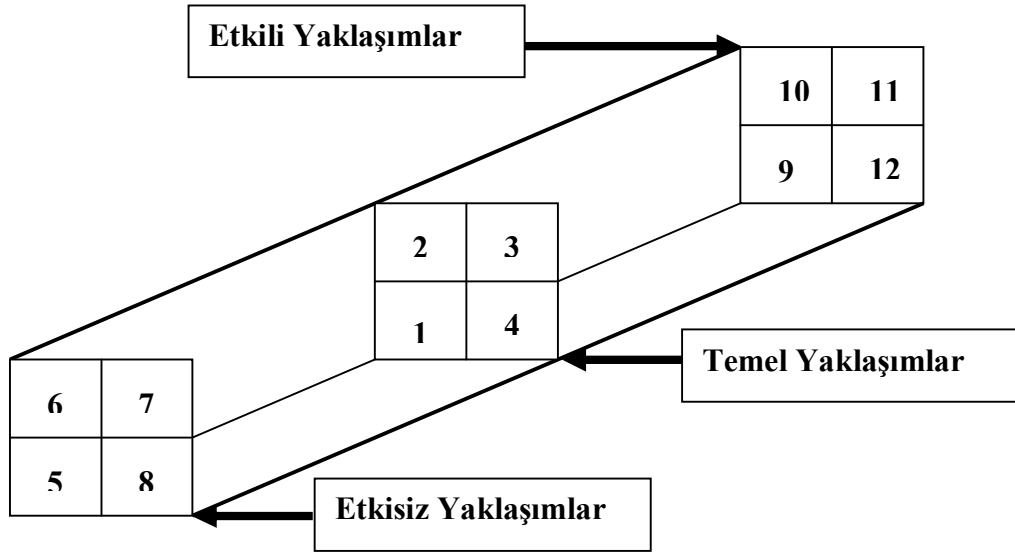 Etkili Yaklaşımlar
10 11
9 12
2 3
1 4
Temel Yaklaşımlar
6 7
5 8
Etkisiz Yaklaşımlar